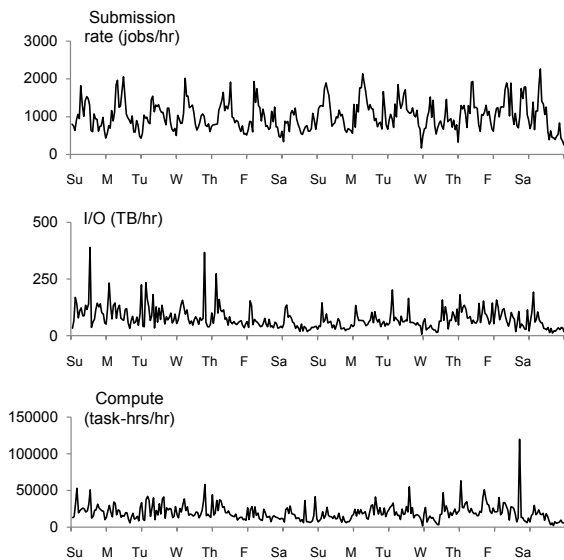 Submission
rate (jobs/hr)
3000
2000
1000
0
Su M Tu W Th F Sa Su M Tu W Th F Sa
I/O (TB/hr)
500
250
0
Su M Tu W Th F Sa Su M Tu W Th F Sa
Compute
(task-hrs/hr)
150000
100000
50000
0
Su M Tu W Th F Sa Su M Tu W Th F Sa